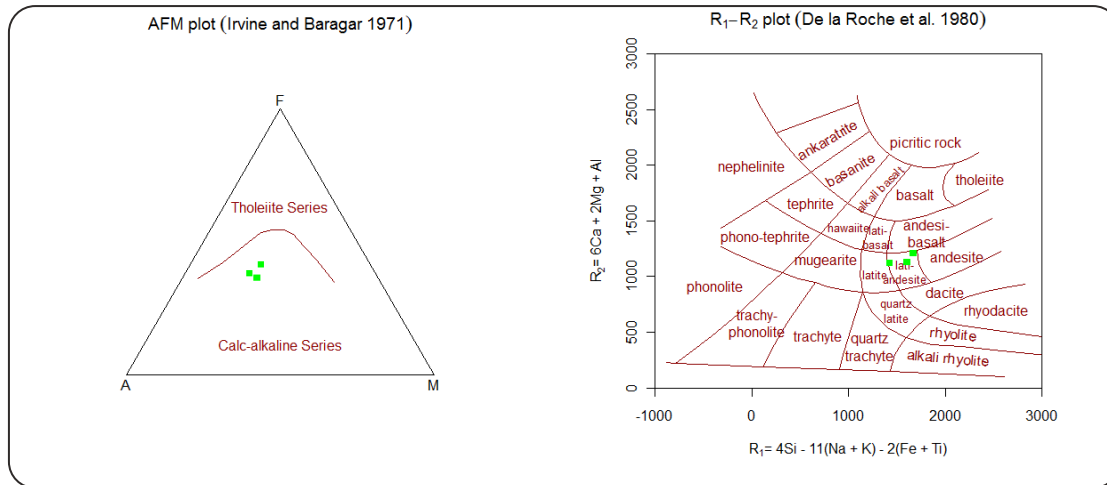 AFM plot (Irvine and Baragar 1971)
F
Tholeiite Series
Calc-alkaline Series
A
M
R₁−R₂ plot (De la Roche et al. 1980)
R₂= 6Ca + 2Mg + Al
3000
2500
2000
1500
1000
500
0
ankaratrite
picritic rock
nephelinite
basanite
alkali basalt
basalt
tholeiite
tephrite
hawaiite
lati-
basalt
andesi-
basalt
phono-tephrite
mugearite
andesite
latite
lati-
andesite
phonolite
dacite
trachy-
phonolite
quartz
latite
rhyodacite
trachyte
quartz
trachyte
rhyolite
alkali rhyolite
-1000
0
1000
2000
3000
R₁= 4Si - 11(Na + K) - 2(Fe + Ti)